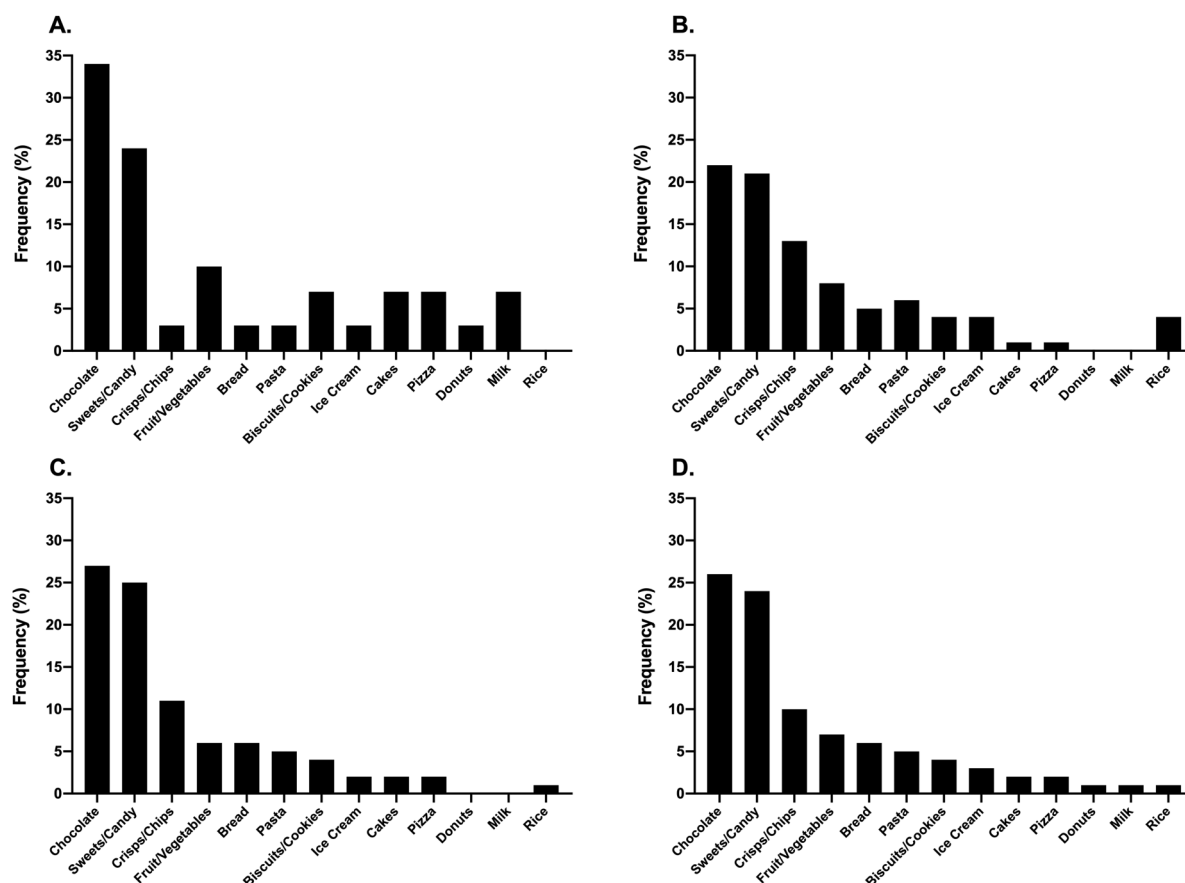 A.
Frequency (%)
35
30
25
20
15
10
5
0
Chocolate
Sweets/Candy
Crisps/Chips
Fruit/Vegetables
Bread
Pasta
Biscuits/Cookies
Ice Cream
Cakes
Pizza
Donuts
Milk
Rice
B.
Frequency (%)
35
30
25
20
15
10
5
0
Chocolate
Sweets/Candy
Crisps/Chips
Fruit/Vegetables
Bread
Pasta
Biscuits/Cookies
Ice Cream
Cakes
Pizza
Donuts
Milk
Rice
C.
Frequency (%)
35
30
25
20
15
10
5
0
Chocolate
Sweets/Candy
Crisps/Chips
Fruit/Vegetables
Bread
Pasta
Biscuits/Cookies
Ice Cream
Cakes
Pizza
Donuts
Milk
Rice
D.
Frequency (%)
35
30
25
20
15
10
5
0
Chocolate
Sweets/Candy
Crisps/Chips
Fruit/Vegetables
Bread
Pasta
Biscuits/Cookies
Ice Cream
Cakes
Pizza
Donuts
Milk
Rice